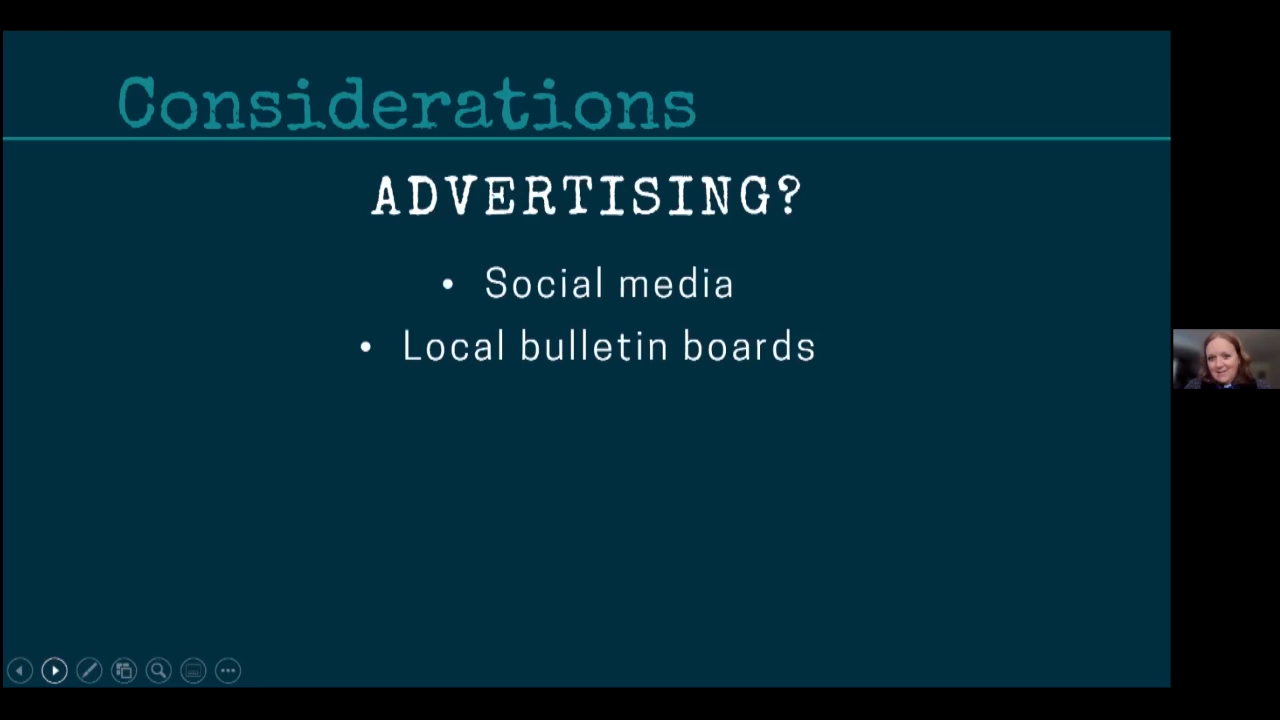 Considerations
ADVERTISING?
• Social media
• Local bulletin boards